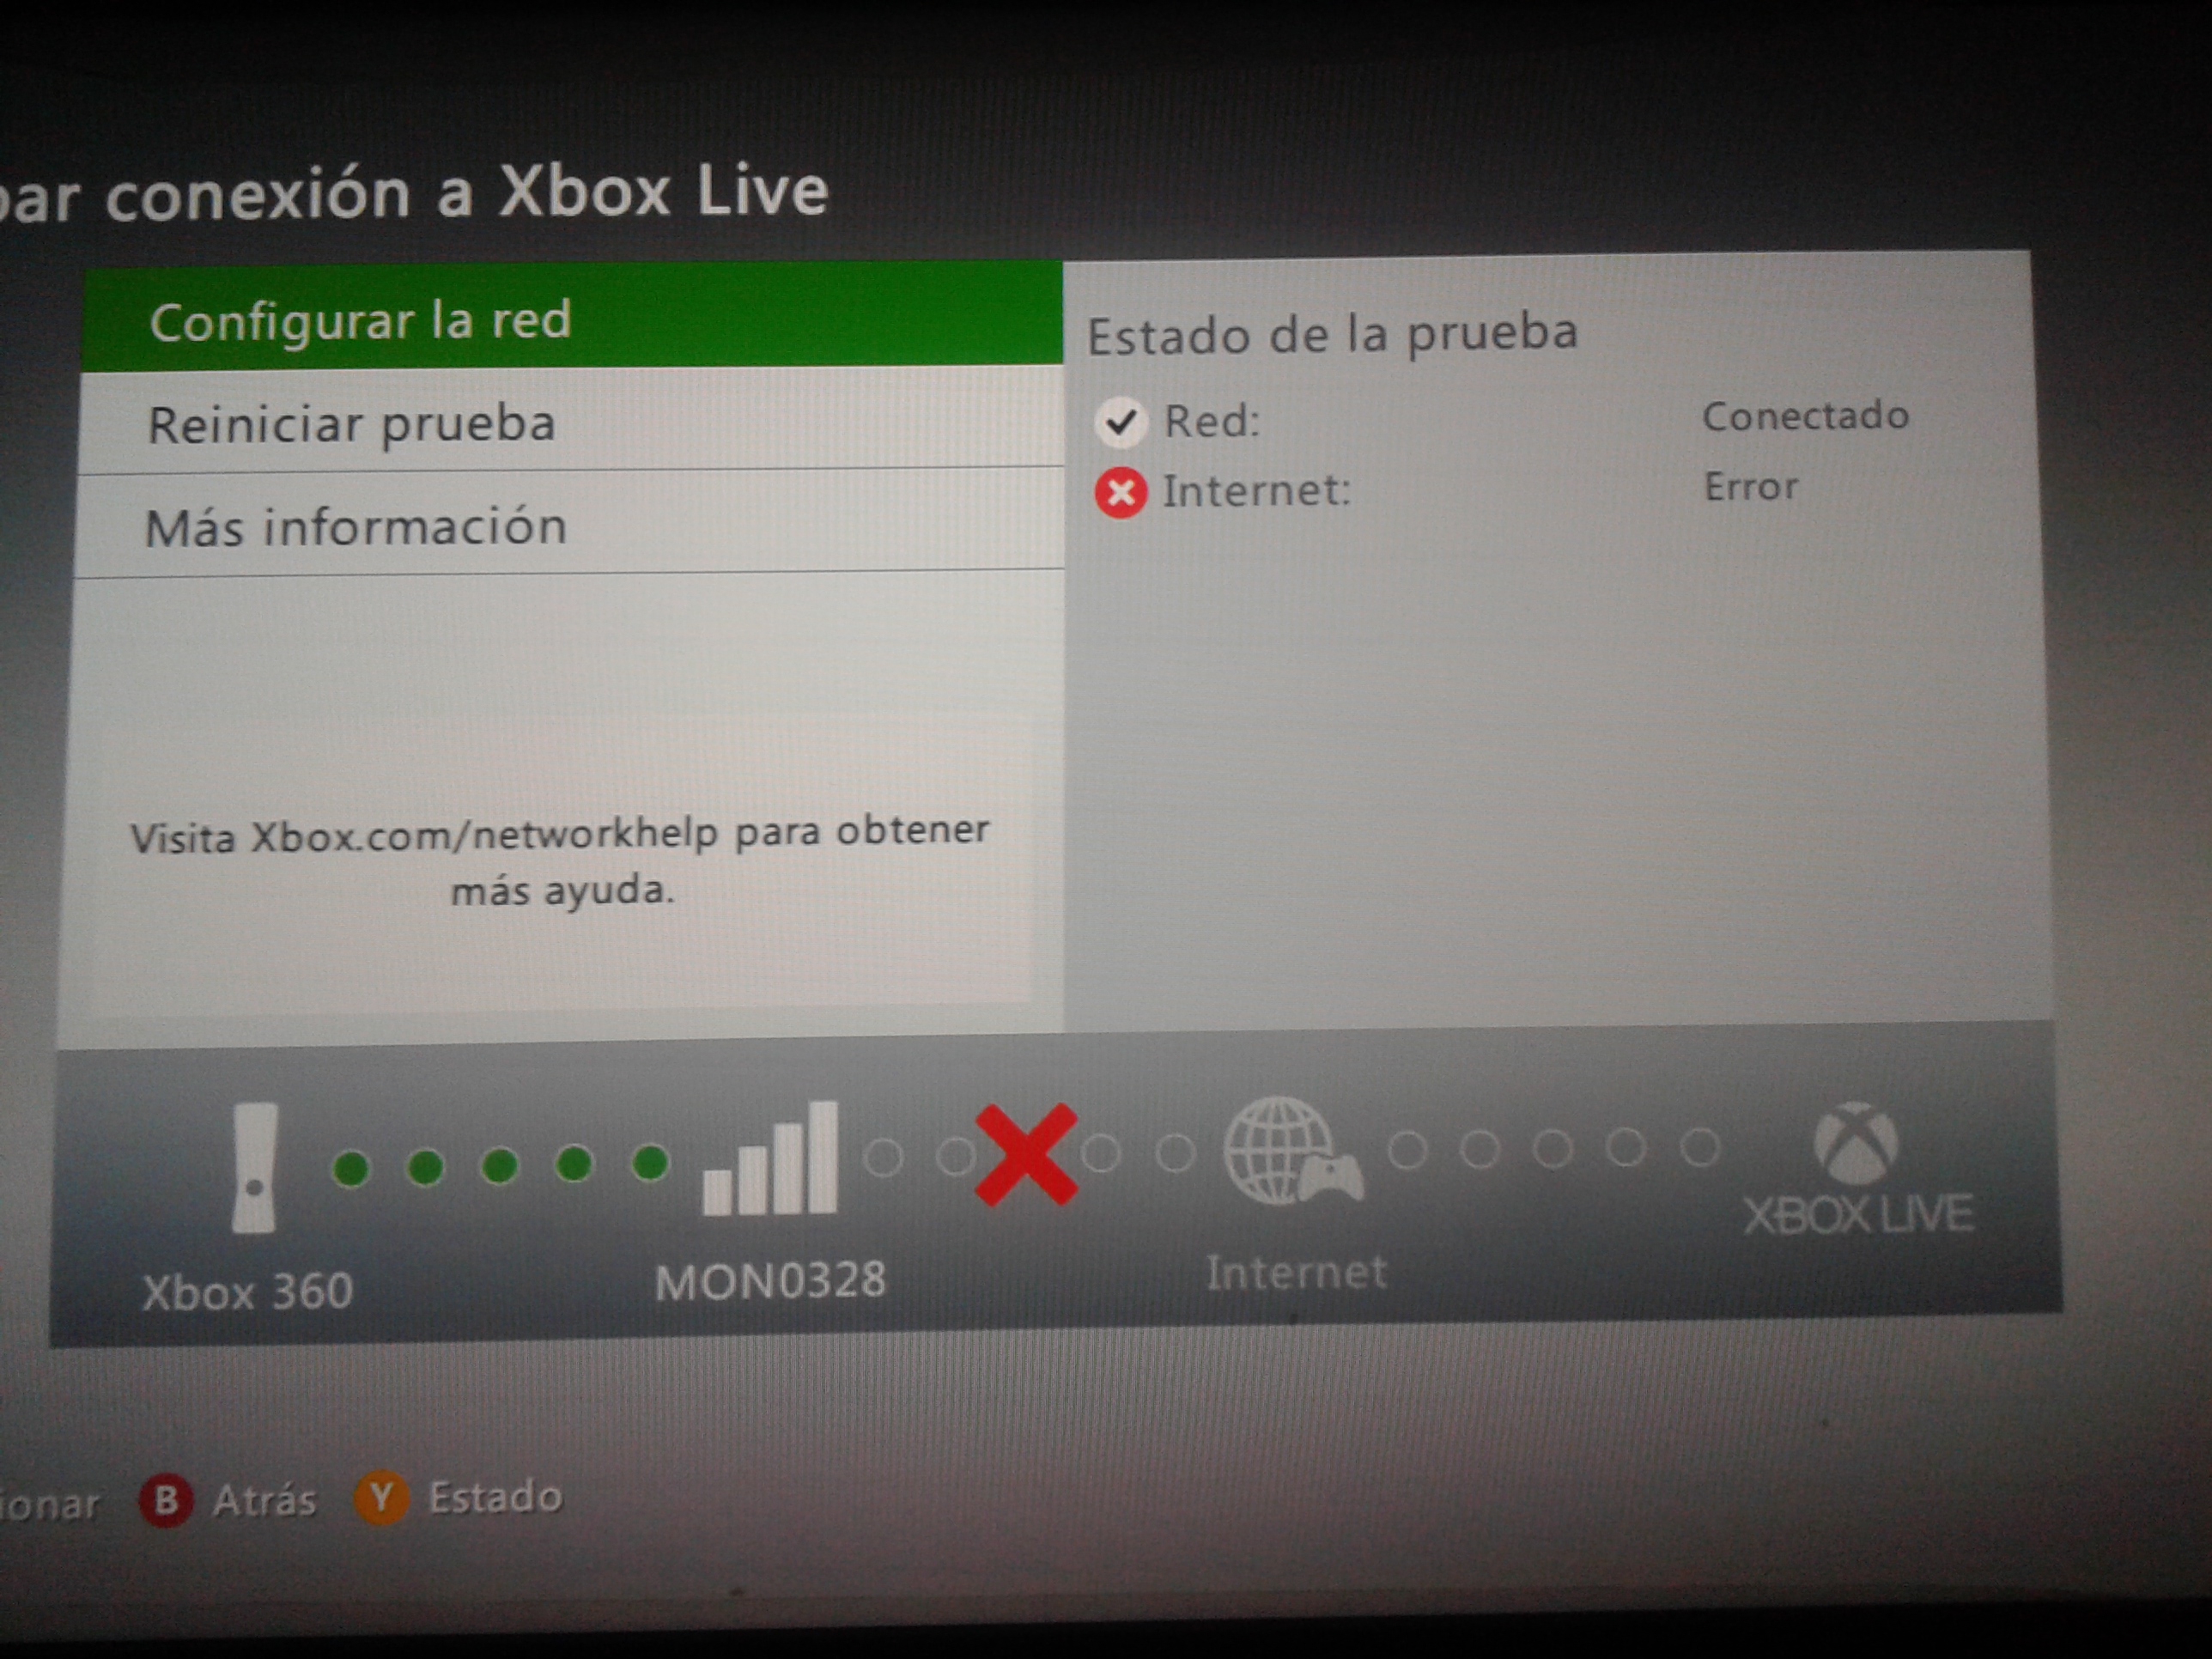 bar conexión a Xbox Live
Configurar la red
Reiniciar prueba
Más información
Visita Xbox.com/networkhelp para obtener
más ayuda.
Estado de la prueba
Red: Conectado
Internet: Error
Xbox 360
MON0328
Internet
XBOX LIVE
ionar B Atrás Y Estado